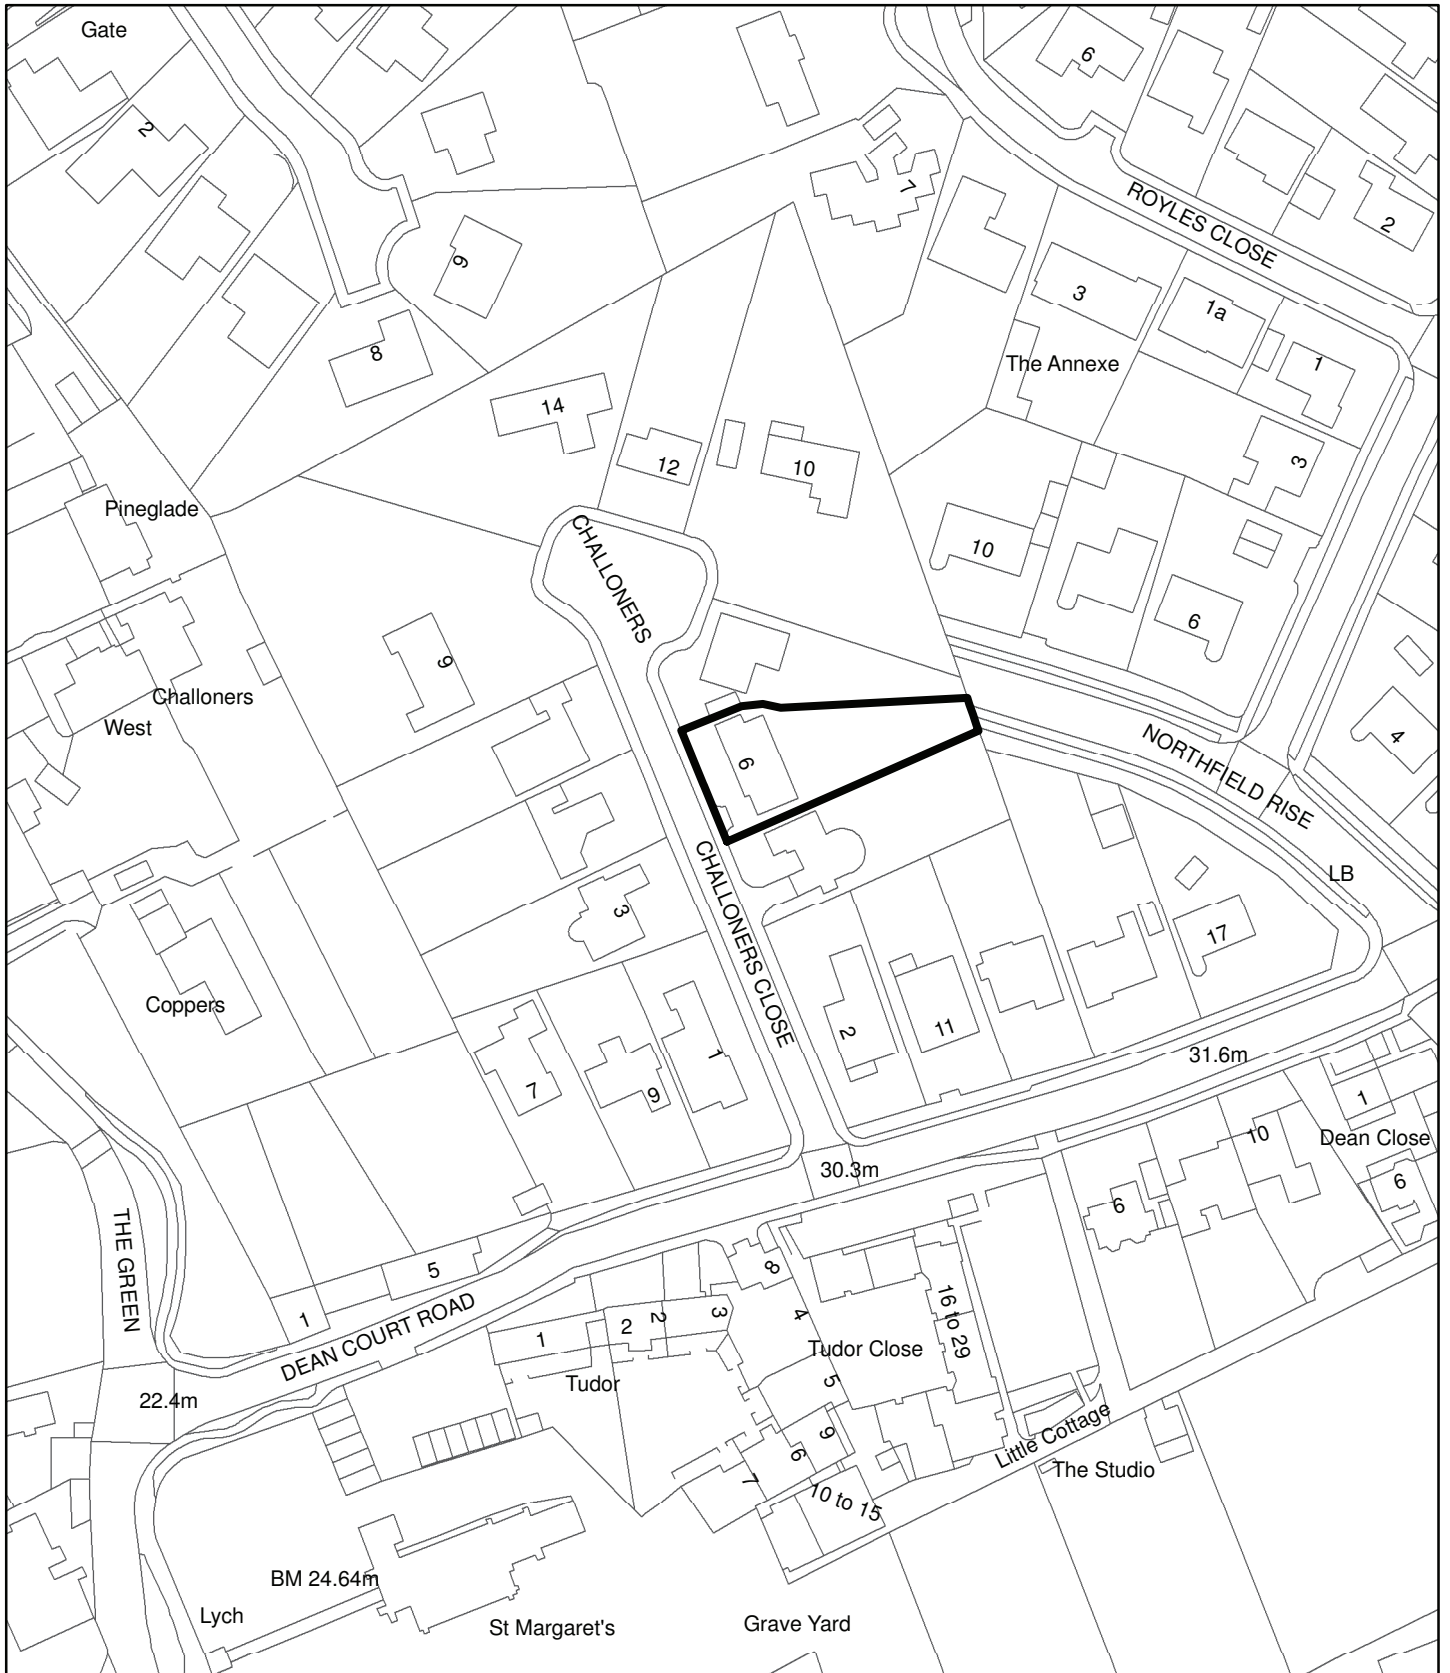 Gate
6
2
7
ROYLES CLOSE
2
9
3
1a
8
The Annexe
1
14
12
10
3
Pineglade
CHALLONERS
10
6
9
Challoners
West
NORTHFIELD RISE
4
6
CHALLONERS CLOSE
LB
3
17
Coppers
2
11
1
31.6m
7
9
1
10
Dean Close
30.3m
6
6
THE GREEN
5
8
1
DEAN COURT ROAD
1
2
2
3
4
16 to 29
Tudor Close
Tudor
5
22.4m
Little Cottage
9
6
7
The Studio
10 to 15
BM 24.64m
Lych
St Margaret's
Grave Yard